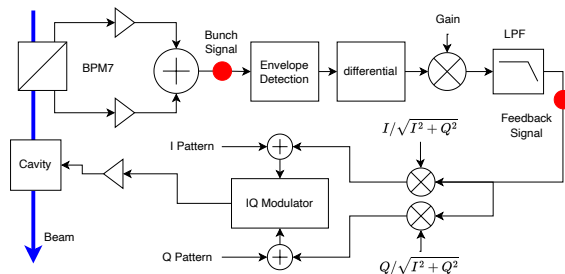 Gain
Bunch
Signal
LPF
BPM7
Envelope
Detection
differential
Feedback
Signal
I/√I² + Q²
I Pattern
Cavity
IQ Modulator
Beam
Q Pattern
Q/√I² + Q²